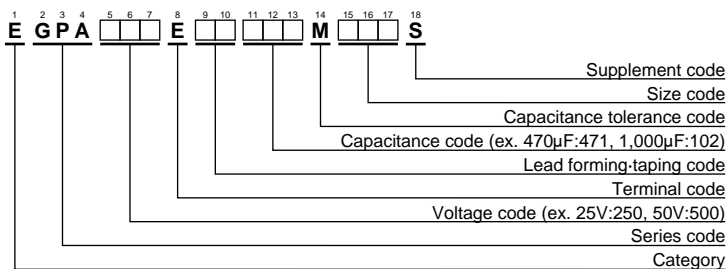 1 2 3 4 5 6 7 8 9 10 11 12 13 14 15 16 17 18
E G P A E M S
Supplement code
Size code
Capacitance tolerance code
Capacitance code (ex. 470µF:471, 1,000µF:102)
Lead forming·taping code
Terminal code
Voltage code (ex. 25V:250, 50V:500)
Series code
Category